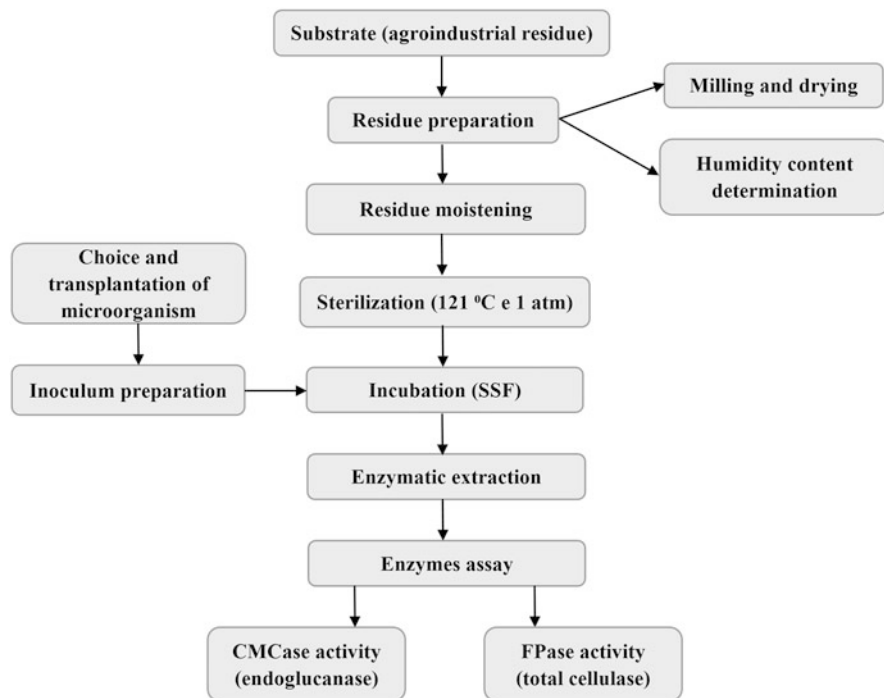 Substrate (agroindustrial residue)
Milling and drying
Residue preparation
Humidity content
determination
Residue moistening
Choice and
transplantation of
microorganism
Sterilization (121 ⁰C e 1 atm)
Inoculum preparation
Incubation (SSF)
Enzymatic extraction
Enzymes assay
CMCase activity
(endoglucanase)
FPase activity
(total cellulase)